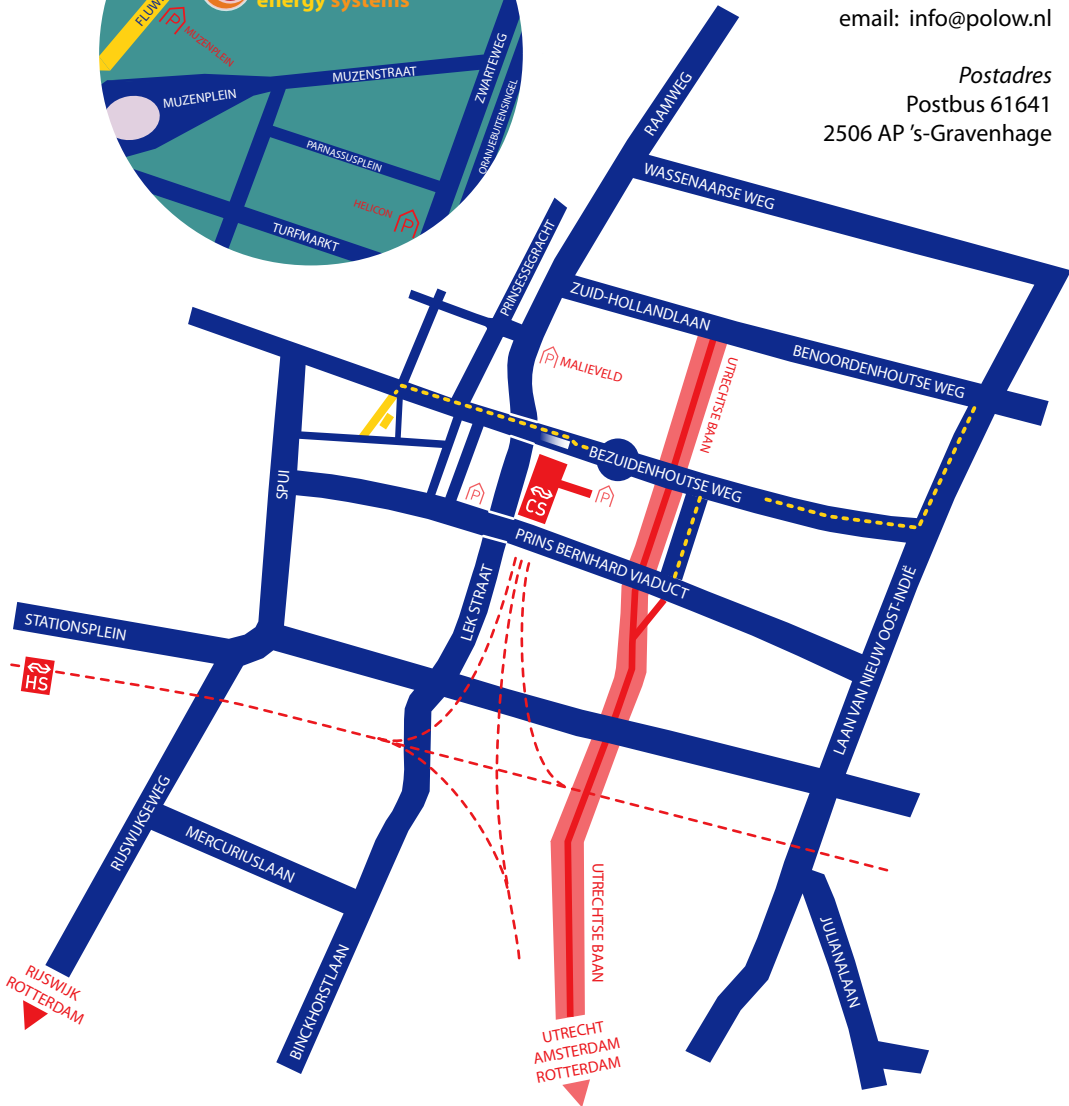 energy systems
email: info@polow.nl
Postadres
Postbus 61641
2506 AP 's-Gravenhage
MUZENPLEIN
MUZENPLEIN
MUZENSTRAAT
ZWARTEWEG
ORANJEBUITENSINGEL
PARNASSUSPLEIN
HELICON
P
P
TURFMARKT
RAAMWEG
WASSENAARSE WEG
PRINSESSEGRACHT
ZUID-HOLLANDLAAN
BENOORDENHOUTSE WEG
P MALIEVELD
UTRECHTSE BAAN
BEZUIDENHOUTSE WEG
SPUI
P
CS
P
PRINS BERNHARD VIADUCT
LEK STRAAT
STATIONSPLEIN
HS
LAAN VAN NIEUW OOST-INDIË
RIJSWIJKSEWEG
MERCURIUSLAAN
BINCKHORSTLAAN
UTRECHTSE BAAN
JULIANALAAN
RIJSWIJK
ROTTERDAM
UTRECHT
AMSTERDAM
ROTTERDAM